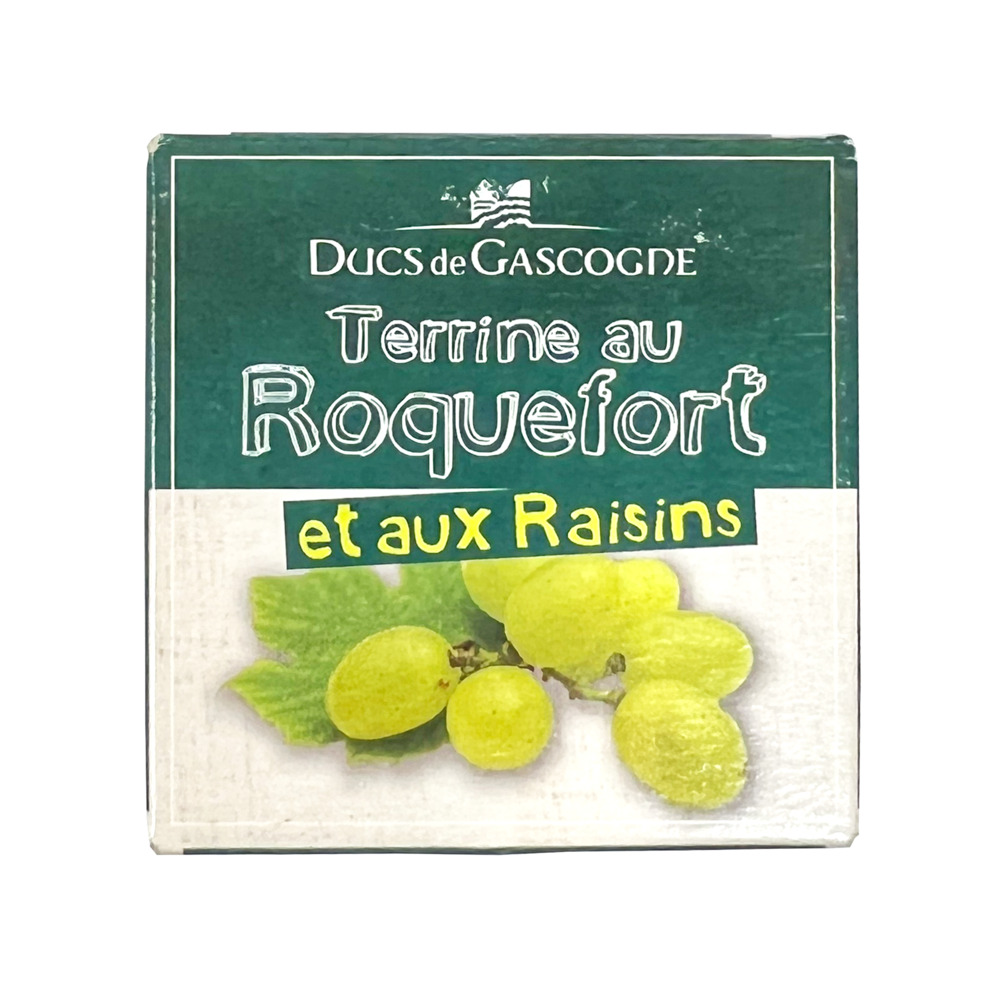 DUCS de GASCOGNE
Terrine au
Roquefort
et aux Raisins